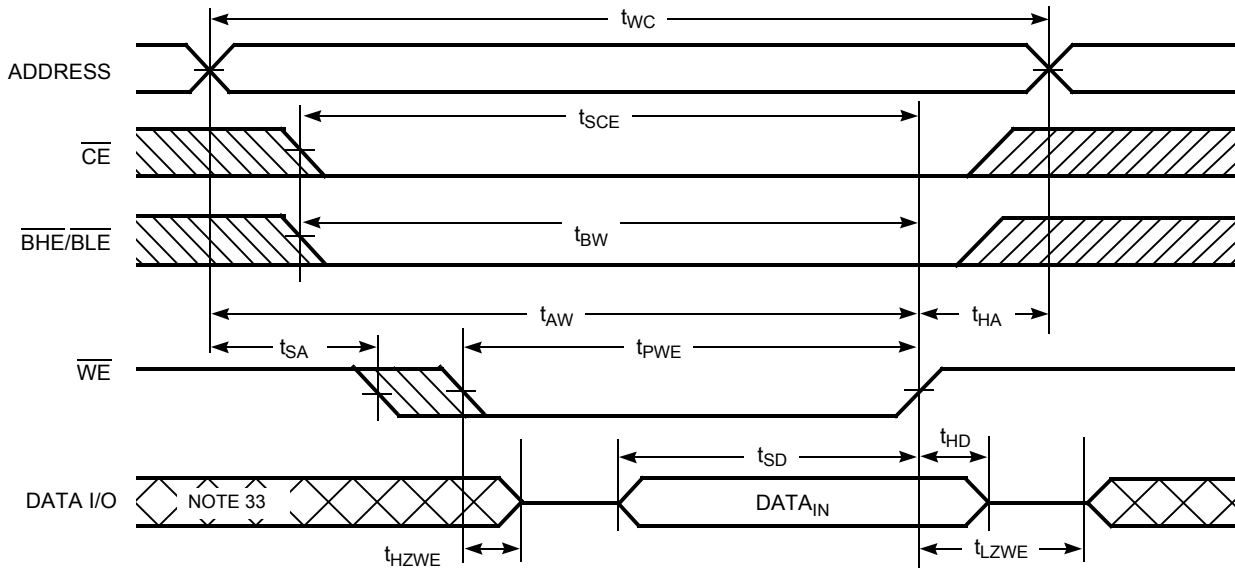 tWC
ADDRESS
tSCE
CE
BHE/BLE
tBW
tAW
tHA
tSA
tPWE
WE
tHD
tSD
DATA I/O
NOTE 33
DATAIN
tHZWE
tLZWE